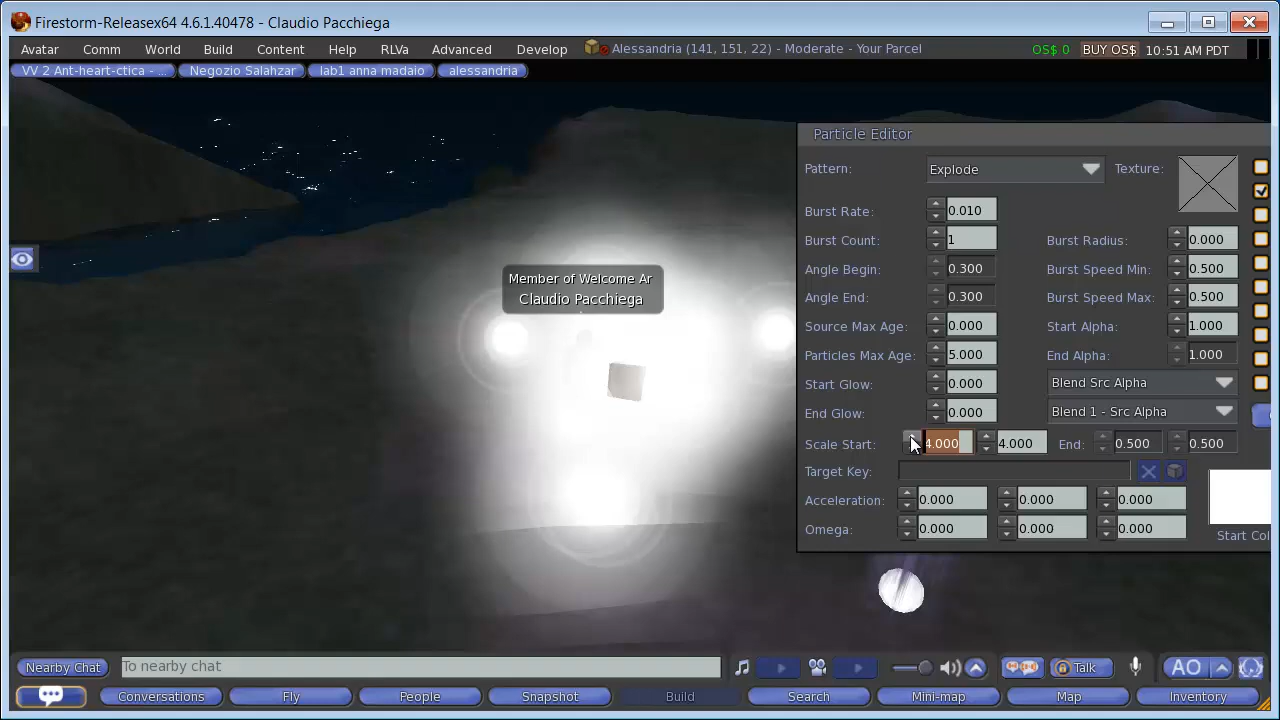 Firestorm-Releasex64 4.6.1.40478 - Claudio Pacchiega
Avatar Comm World Build Content Help RLVa Advanced Develop Alessandria (141, 151, 22) - Moderate - Your Parcel OS$ 0 BUY OS$ 10:51 AM PDT
VV 2 Ant-heart-ctica - ... Negozio Salahzar lab1 anna madaio alessandria
Particle Editor
Pattern: Explode Texture:
Burst Rate: 0.010
Burst Count: 1 Burst Radius: 0.000
Angle Begin: 0.300 Burst Speed Min: 0.500
Angle End: 0.300 Burst Speed Max: 0.500
Source Max Age: 0.000 Start Alpha: 1.000
Particles Max Age: 5.000 End Alpha: 1.000
Start Glow: 0.000 Blend Src Alpha
End Glow: 0.000 Blend 1 - Src Alpha
Scale Start: 4.000 4.000 End: 0.500 0.500
Target Key:
Acceleration: 0.000 0.000 0.000
Omega: 0.000 0.000 0.000
Start Col
Member of Welcome Ar
Claudio Pacchiega
Nearby Chat To nearby chat Talk AO
Conversations Fly People Snapshot Build Search Mini-map Map Inventory